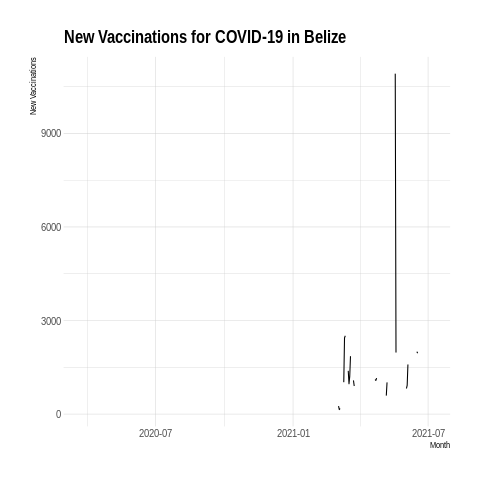 New Vaccinations for COVID-19 in Belize
New Vaccinations
9000
6000
3000
0
2020-07
2021-01
2021-07
Month